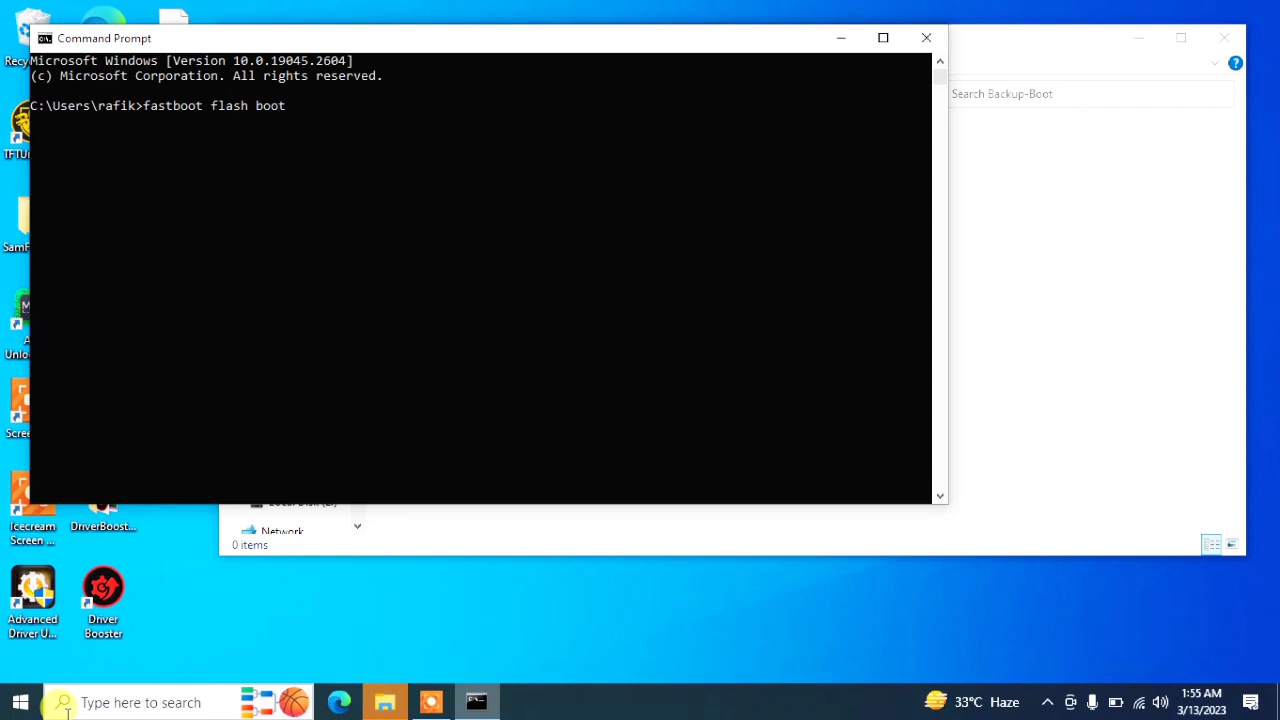 Command Prompt
Microsoft Windows [Version 10.0.19045.2604]
(c) Microsoft Corporation. All rights reserved.
C:\Users\rafik>fastboot flash boot
Search Backup-Boot
Network
0 items
Icecream
Screen ...
DriverBoost...
Advanced
Driver U...
Driver
Booster
Type here to search
33°C Haze
1:55 AM
3/13/2023